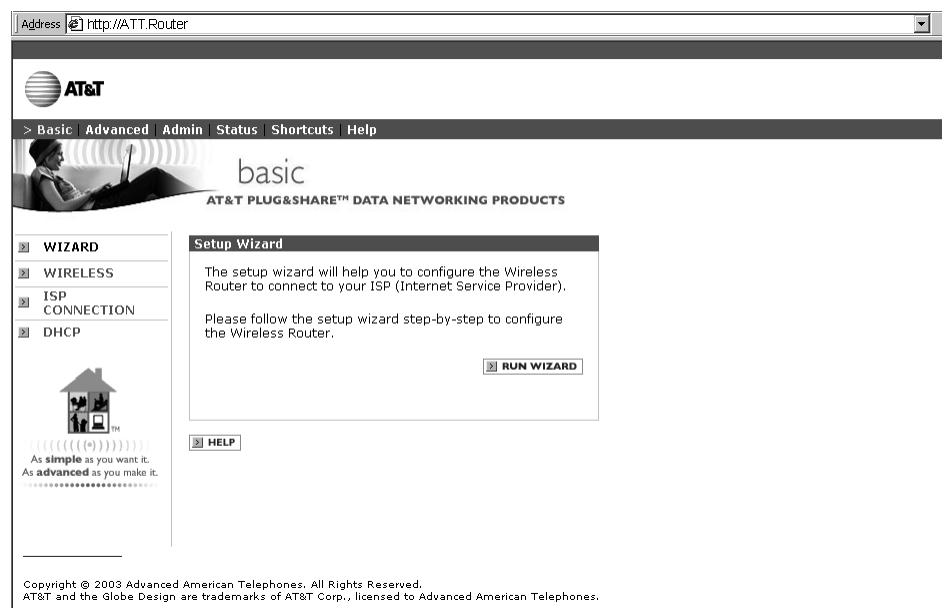 Address http://ATT.Router
AT&T
> Basic | Advanced | Admin | Status | Shortcuts | Help
basic
AT&T PLUG&SHARE™ DATA NETWORKING PRODUCTS
WIZARD
WIRELESS
ISP
CONNECTION
DHCP
Setup Wizard
The setup wizard will help you to configure the Wireless
Router to connect to your ISP (Internet Service Provider).
Please follow the setup wizard step-by-step to configure
the Wireless Router.
RUN WIZARD
HELP
TM
As simple as you want it.
As advanced as you make it.
Copyright © 2003 Advanced American Telephones. All Rights Reserved.
AT&T and the Globe Design are trademarks of AT&T Corp., licensed to Advanced American Telephones.